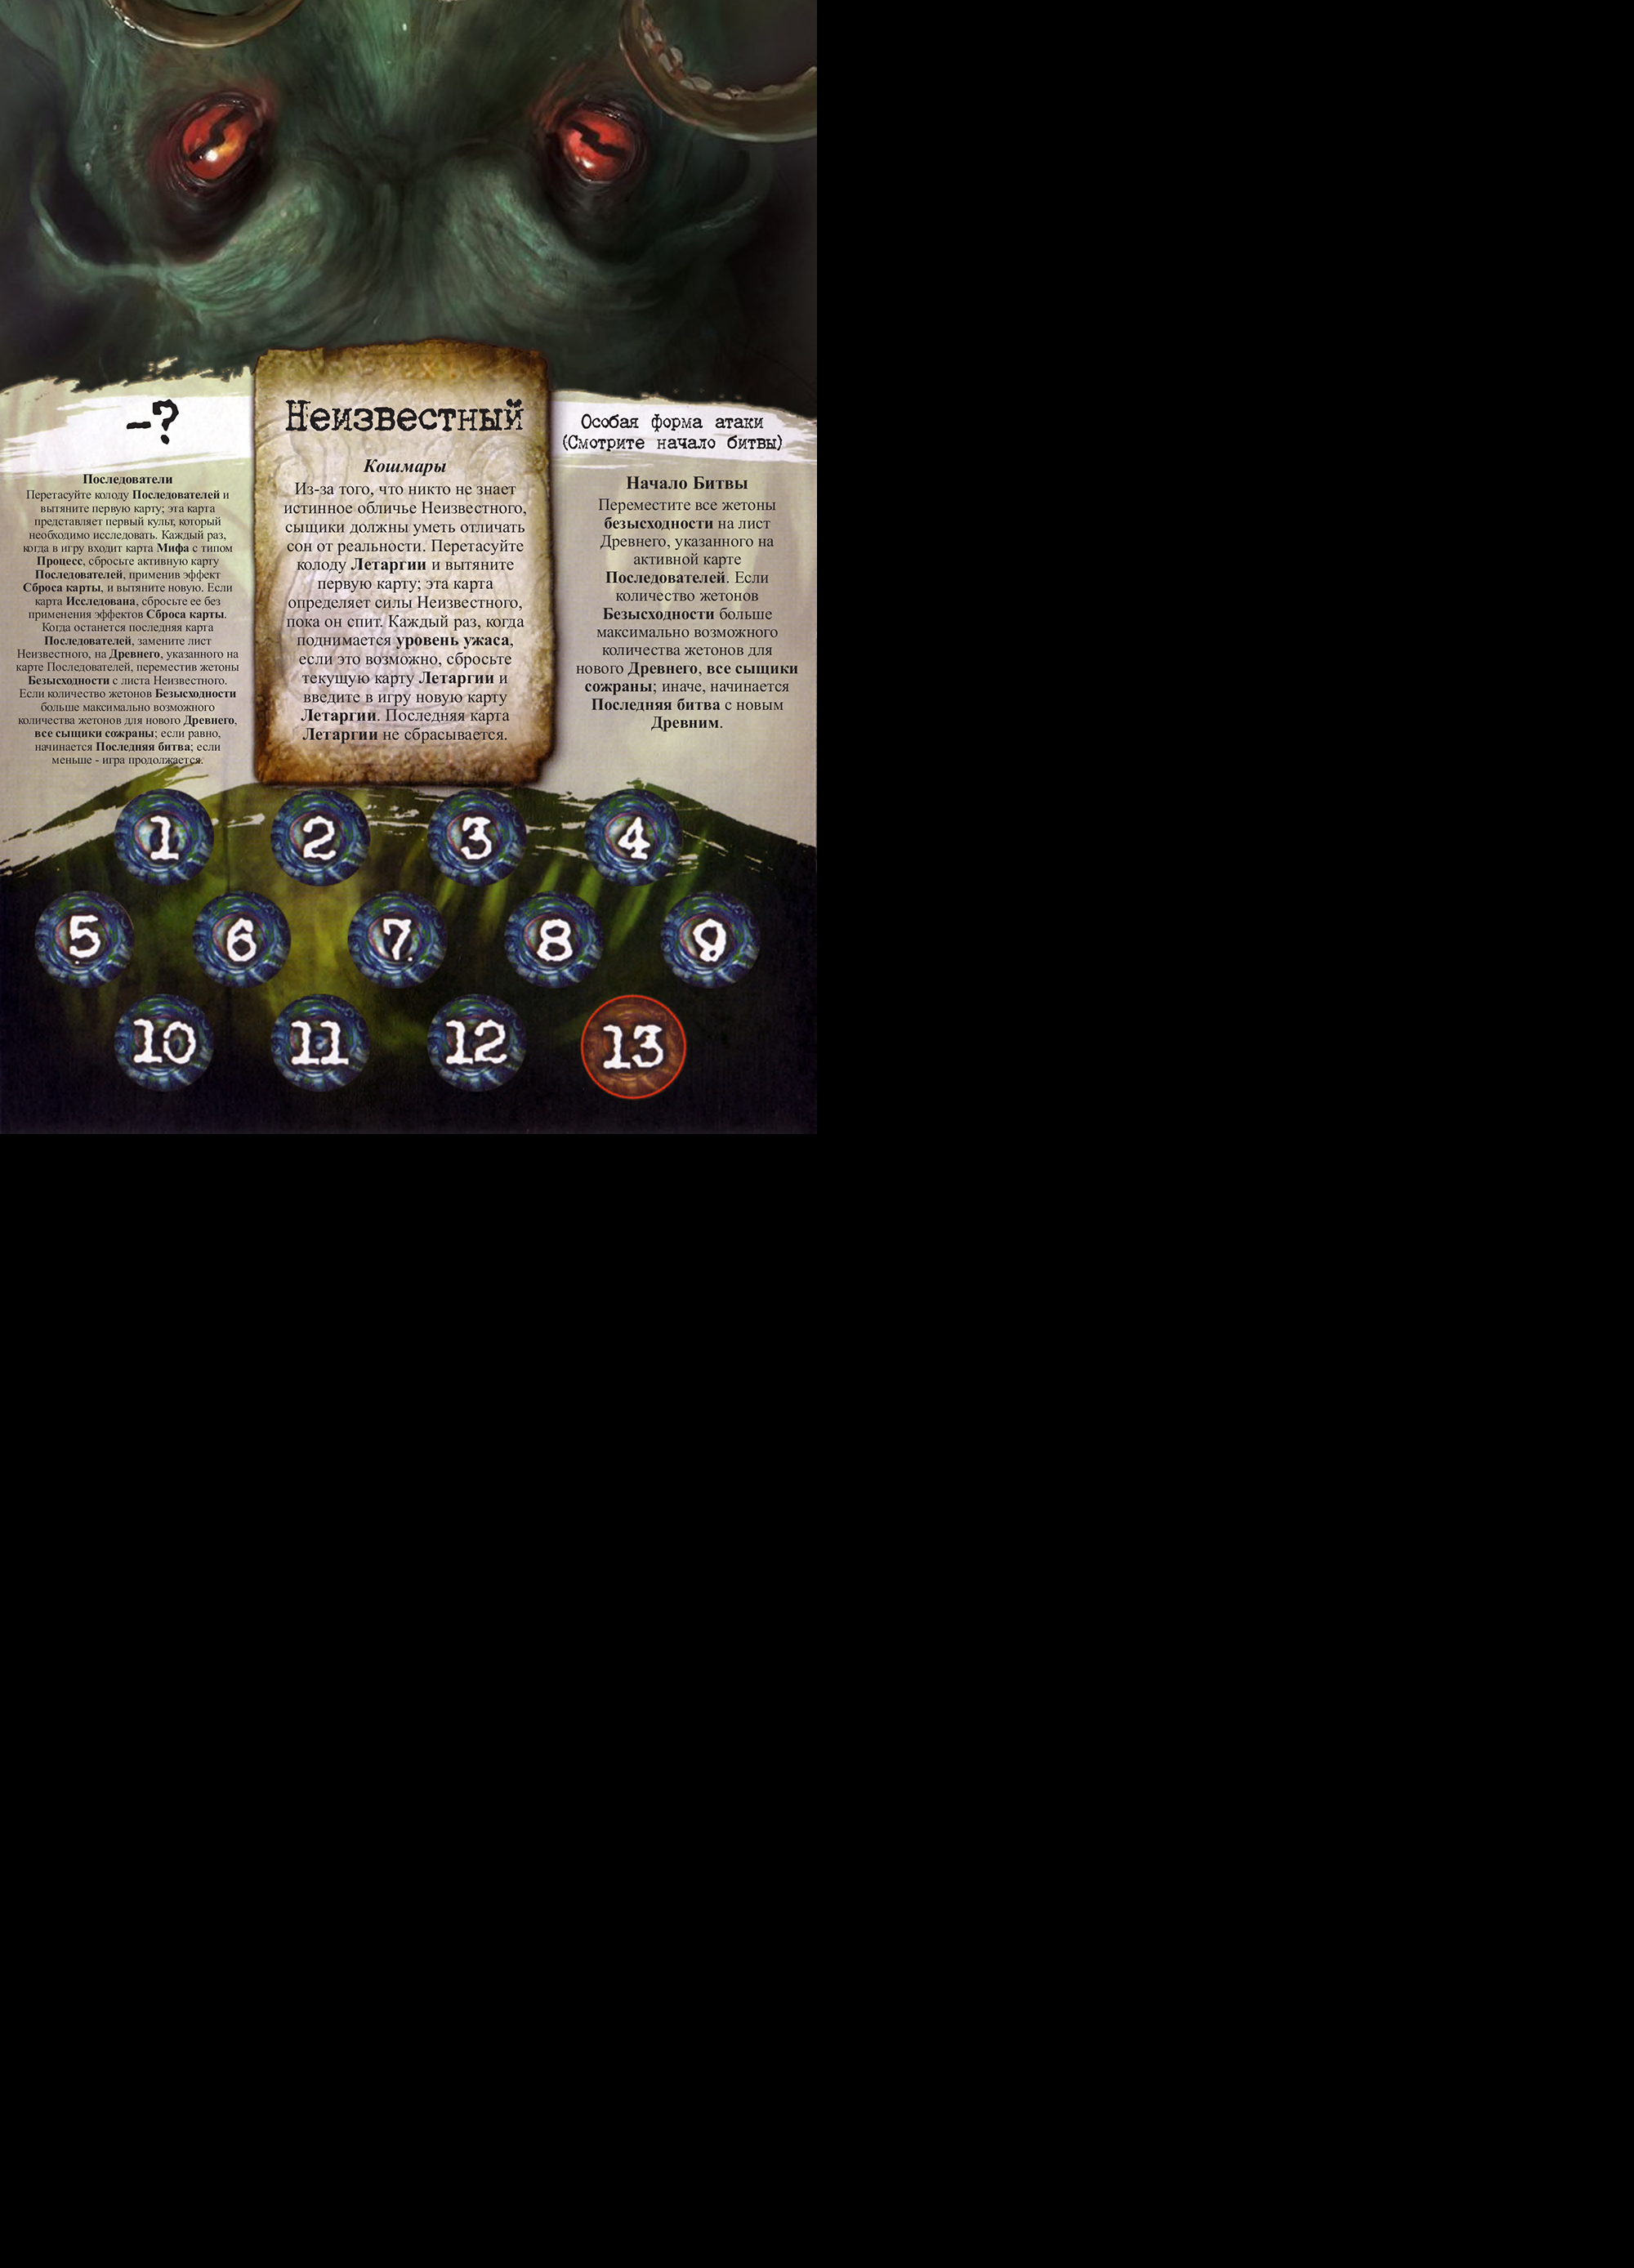 –?
Последователи
Перетасуйте колоду Последователей и
вытяните первую карту; эта карта
представляет первый культ, который
необходимо исследовать. Каждый раз,
когда в игру входит карта Мифа с типом
Процесс, сбросьте активную карту
Последователей, применив эффект
Сброса карты, и вытяните новую. Если
карта Исследована, сбросьте ее без
применения эффектов Сброса карты.
Когда останется последняя карта
Последователей, замените лист
Неизвестного, на Древнего, указанного на
карте Последователей, переместив жетоны
Безысходности с листа Неизвестного.
Если количество жетонов Безысходности
больше максимально возможного
количества жетонов для нового Древнего,
все сыщики сожраны; если равно,
начинается Последняя битва; если
меньше - игра продолжается.
Неизвестный
Кошмары
Из-за того, что никто не знает
истинное обличье Неизвестного,
сыщики должны уметь отличать
сон от реальности. Перетасуйте
колоду Летаргии и вытяните
первую карту; эта карта
определяет силы Неизвестного,
пока он спит. Каждый раз, когда
поднимается уровень ужаса,
если это возможно, сбросьте
текущую карту Летаргии и
введите в игру новую карту
Летаргии. Последняя карта
Летаргии не сбрасывается.
Особая форма атаки
(Смотрите начало битвы)
Начало Битвы
Переместите все жетоны
безысходности на лист
Древнего, указанного на
активной карте
Последователей. Если
количество жетонов
Безысходности больше
максимально возможного
количества жетонов для
нового Древнего, все сыщики
сожраны; иначе, начинается
Последняя битва с новым
Древним.
1 2 3 4
5 6 7 8 9
10 11 12 13